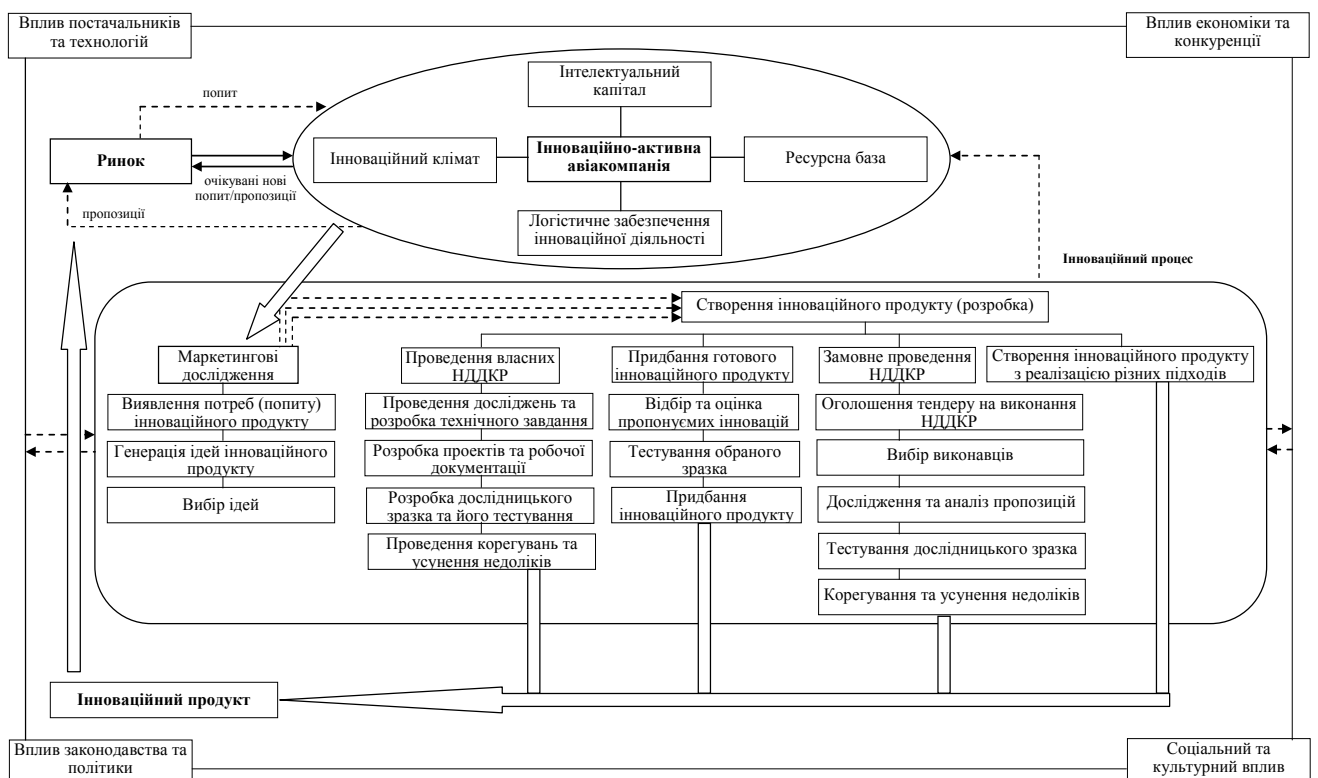 Вплив постачальників
та технологій
Вплив економіки та
конкуренції
Інтелектуальний
капітал
попит
Ринок
Інноваційний клімат
Інноваційно-активна
авіакомпанія
Ресурсна база
очікувані нові
попит/пропозиції
пропозиції
Логістичне забезпечення
інноваційної діяльності
Інноваційний процес
Створення інноваційного продукту (розробка)
Маркетингові
дослідження
Виявлення потреб (попиту)
інноваційного продукту
Генерація ідей інноваційного
продукту
Вибір ідей
Проведення власних
НДДКР
Проведення досліджень та
розробка технічного завдання
Розробка проектів та робочої
документації
Розробка дослідницького
зразка та його тестування
Проведення корегувань та
усунення недоліків
Придбання готового
інноваційного продукту
Відбір та оцінка
пропонуємих інновацій
Тестування обраного
зразка
Придбання
інноваційного продукту
Замовне проведення
НДДКР
Оголошення тендеру на виконання
НДДКР
Вибір виконавців
Дослідження та аналіз пропозицій
Тестування дослідницького зразка
Корегування та усунення недоліків
Створення інноваційного продукту
з реалізацією різних підходів
Інноваційний продукт
Вплив законодавства та
політики
Соціальний та
культурний вплив